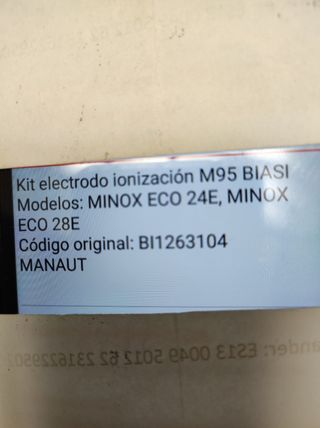 Kit electrodo ionización M95 BIASI
Modelos: MINOX ECO 24E, MINOX
ECO 28E
Código original: BI1263104
MANAUT